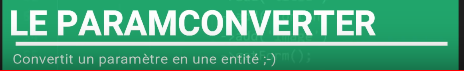 LE PARAMCONVERTER
Convertit un paramètre en une entité ;-)